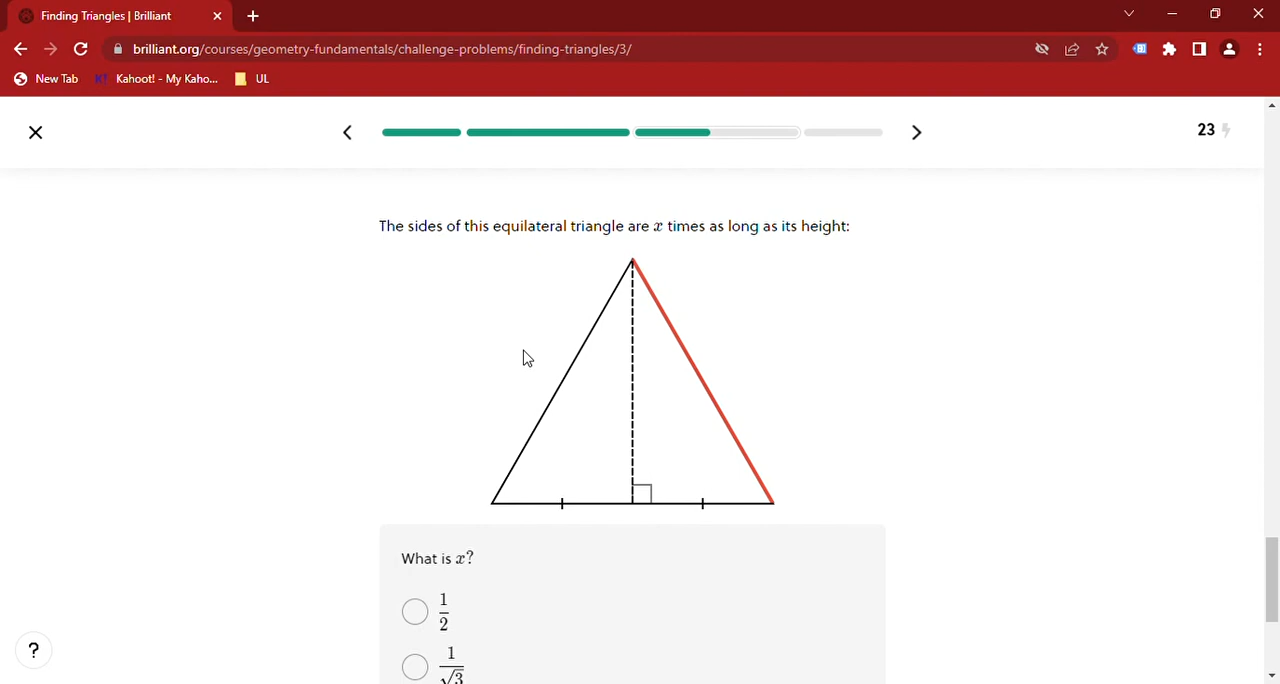 Finding Triangles | Brilliant
brilliant.org/courses/geometry-fundamentals/challenge-problems/finding-triangles/3/
New Tab K! Kahoot! - My Kaho... UL
23
The sides of this equilateral triangle are x times as long as its height:
What is x?
1
2
1
√3
?